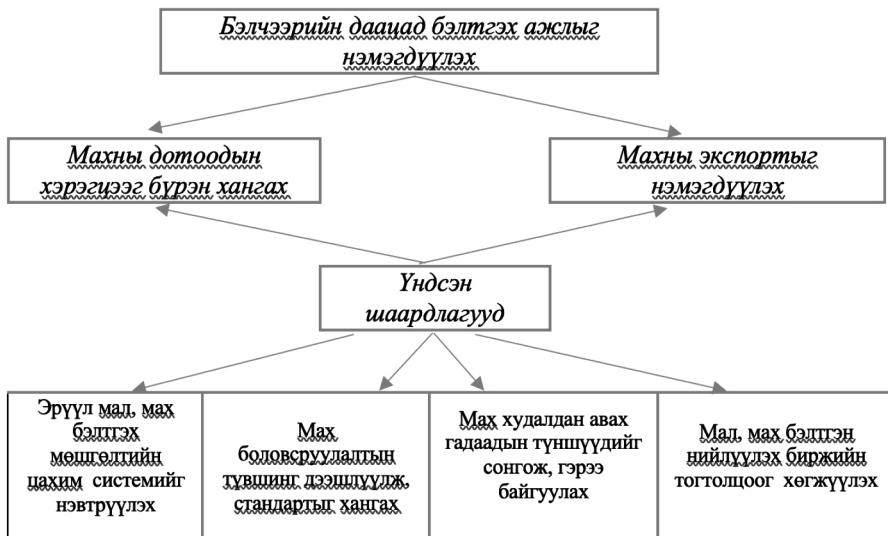 Бэлчээрийн даацад бэлтгэх ажлыг
нэмэгдүүлэх
Махны дотоодын
хэрэгцээг бүрэн хангах
Махны экспортыг
нэмэгдүүлэх
Үндсэн
шаардлагууд
Эрүүл мал, мах
бэлтгэх
мөшгөлтийн
цахим системийг
нэвтрүүлэх
Мах
боловсруулалтын
түвшинг дээшлүүлж,
стандартыг хангах
Мах худалдан авах
гадаадын түншүүдийг
сонгож, гэрээ
байгуулах
Мал, мах бэлтгэн
нийлүүлэх биржийн
тогтолцоог хөгжүүлэх